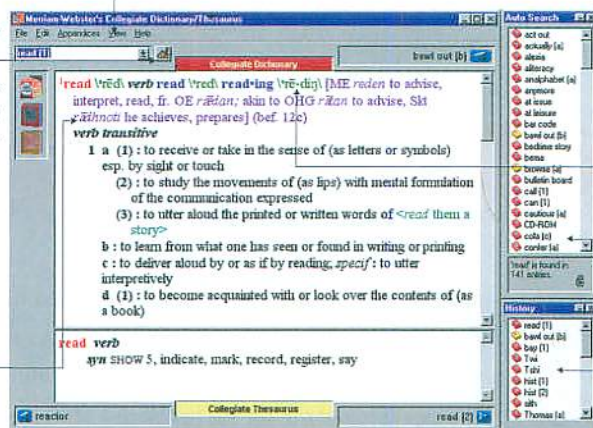 Merriam-Webster's Collegiate Dictionary/Thesaurus
File Edit Appendices View Help
read (1)
Collegiate Dictionary
bawl out [b]
¹read \'rēd\ verb read \'red\ read•ing \'rē-diŋ\ [ME reden to advise,
interpret, read, fr. OE rǣdan; akin to OHG rātan to advise, Skt
rādhnoti he achieves, prepares] (bef. 12c)
verb transitive
1 a (1) : to receive or take in the sense of (as letters or symbols)
esp. by sight or touch
(2) : to study the movements of (as lips) with mental formulation
of the communication expressed
(3) : to utter aloud the printed or written words of <read them a
story>
b : to learn from what one has seen or found in writing or printing
c : to deliver aloud by or as if by reading; specif : to utter
interpretively
d (1) : to become acquainted with or look over the contents of (as
a book)
read verb
syn SHOW 5, indicate, mark, record, register, say
reactor
Collegiate Thesaurus
read (2)
Auto Search
act out
actually [a]
alexia
aliteracy
analphabet [a]
anymore
at issue
at leisure
bar code
bawl out [b]
bedtime story
bema
browse [a]
bulletin board
call (1)
can (1)
cautious [a]
CD-ROM
cola [c]
confer [a]
'read' is found in
141 entries.
History
read (1)
bawl out [b]
bay (1)
Twi
Tshi
hist (1)
hist (2)
sith
Thomas [a]